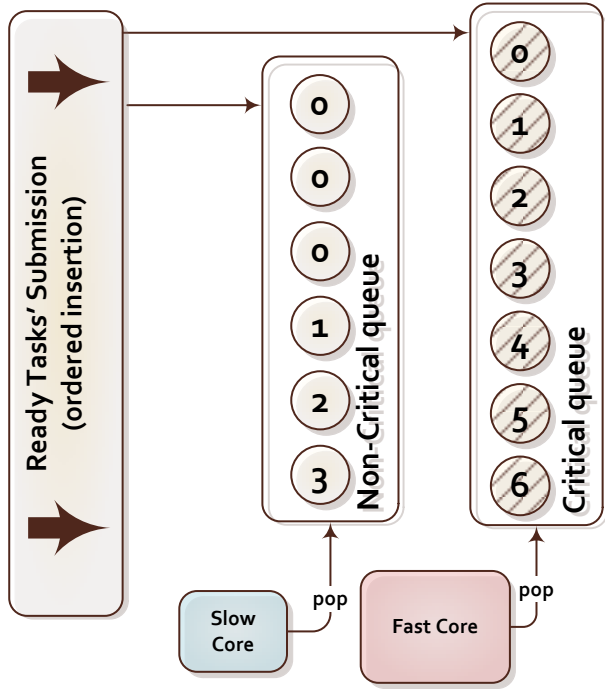 Ready Tasks’ Submission
(ordered insertion)
0
0
0
1
2
3
Non-Critical queue
0
1
2
3
4
5
6
Critical queue
pop
pop
Slow
Core
Fast Core